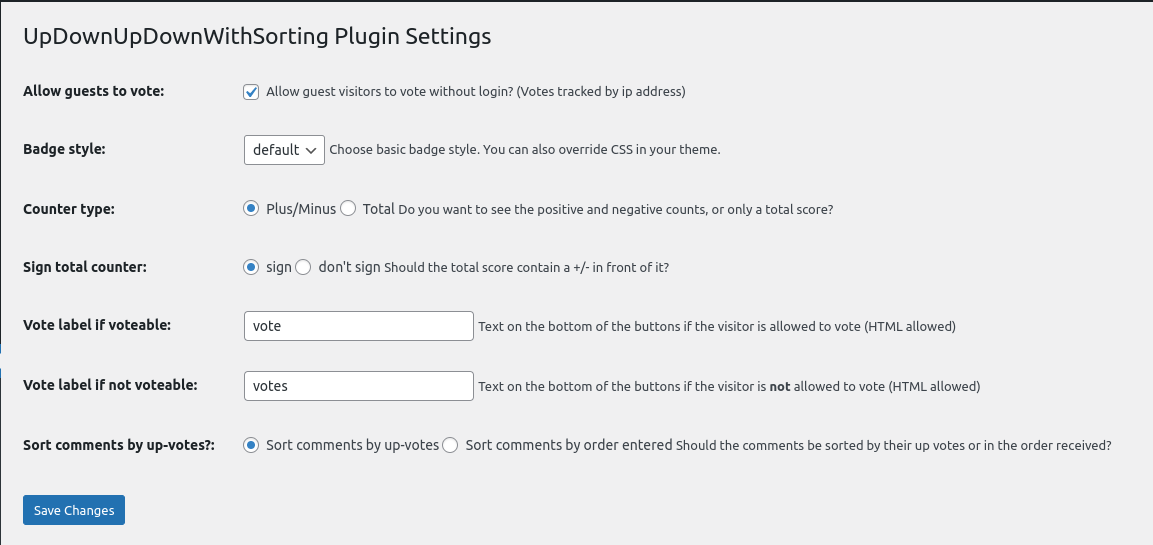 UpDownUpDownWithSorting Plugin Settings
Allow guests to vote: Allow guest visitors to vote without login? (Votes tracked by ip address)
Badge style: default Choose basic badge style. You can also override CSS in your theme.
Counter type: Plus/Minus Total Do you want to see the positive and negative counts, or only a total score?
Sign total counter: sign don't sign Should the total score contain a +/- in front of it?
Vote label if voteable: vote Text on the bottom of the buttons if the visitor is allowed to vote (HTML allowed)
Vote label if not voteable: votes Text on the bottom of the buttons if the visitor is not allowed to vote (HTML allowed)
Sort comments by up-votes?: Sort comments by up-votes Sort comments by order entered Should the comments be sorted by their up votes or in the order received?
Save Changes